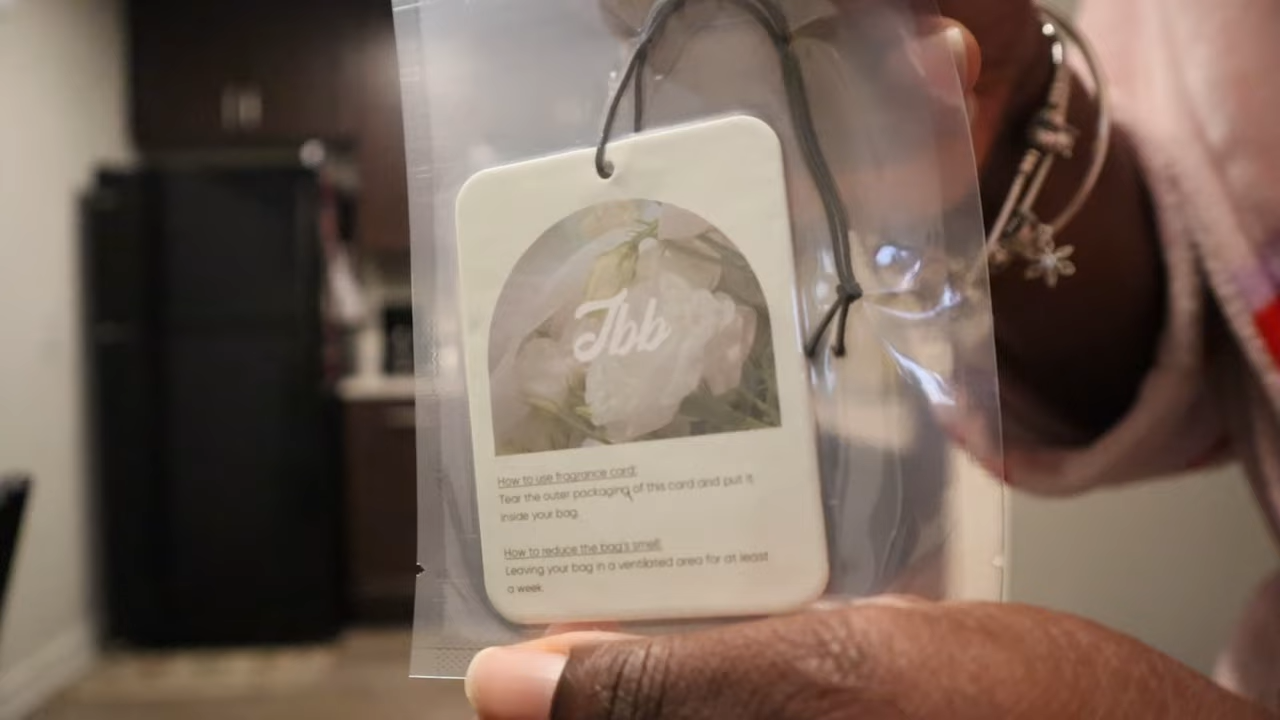 Jbb
How to use fragrance card:
Tear the outer packaging of this card and put it
inside your bag.
How to reduce the bag's smell:
Leaving your bag in a ventilated area for at least
a week.